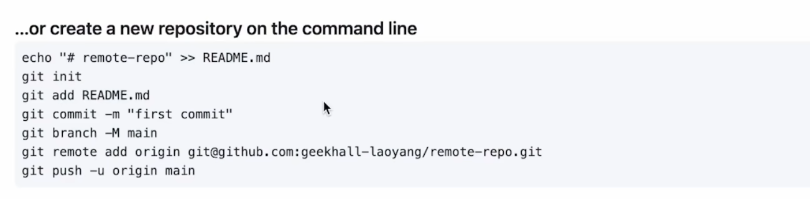 ...or create a new repository on the command line
echo "# remote-repo" >> README.md
git init
git add README.md
git commit -m "first commit"
git branch -M main
git remote add origin git@github.com:geekhall-laoyang/remote-repo.git
git push -u origin main